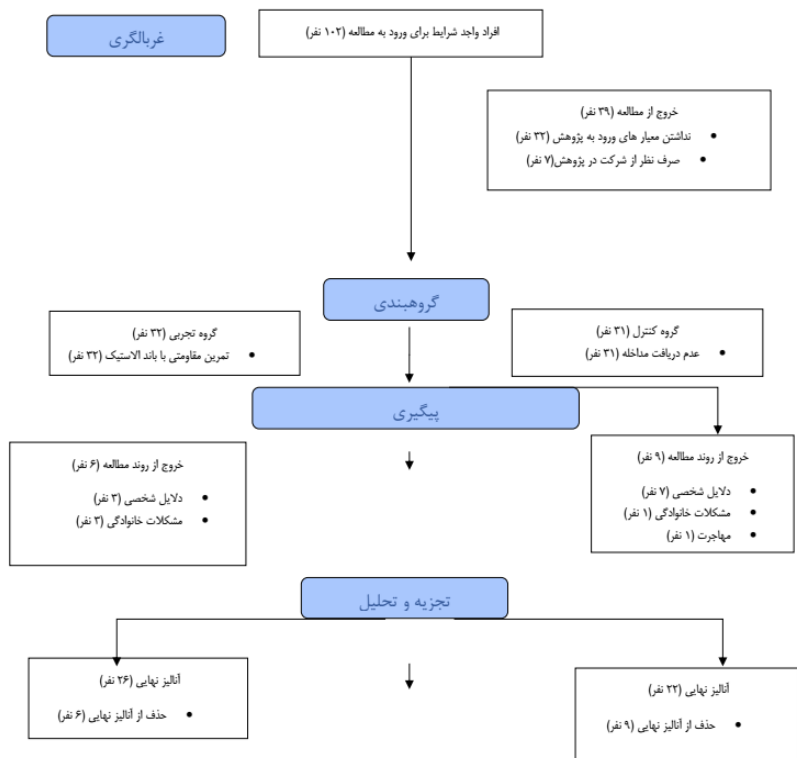 غربالگری
افراد واجد شرایط برای ورود به مطالعه (۱۰۲ نفر)
خروج از مطالعه (۳۹ نفر)
• نداشتن معیار های ورود به پژوهش (۳۲ نفر)
• صرف نظر از شرکت در پژوهش(۷ نفر)
گروهبندی
گروه کنترل (۳۱ نفر)
• عدم دریافت مداخله (۳۱ نفر)
گروه تجربی (۳۲ نفر)
• تمرین مقاومتی با باند الاستیک (۳۲ نفر)
پیگیری
خروج از روند مطالعه (۹ نفر)
• دلایل شخصی (۷ نفر)
• مشکلات خانوادگی (۱ نفر)
• مهاجرت (۱ نفر)
خروج از روند مطالعه (۶ نفر)
• دلایل شخصی (۳ نفر)
• مشکلات خانوادگی (۳ نفر)
تجزیه و تحلیل
آنالیز نهایی (۲۲ نفر)
• حذف از آنالیز نهایی (۹ نفر)
آنالیز نهایی (۲۶ نفر)
• حذف از آنالیز نهایی (۶ نفر)